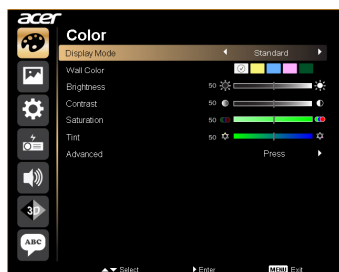 acer
Color
Display Mode Standard
Wall Color
Brightness 50
Contrast 50
Saturation 50
Tint 50
Advanced Press
3D
ABC
Select Enter MENU Exit